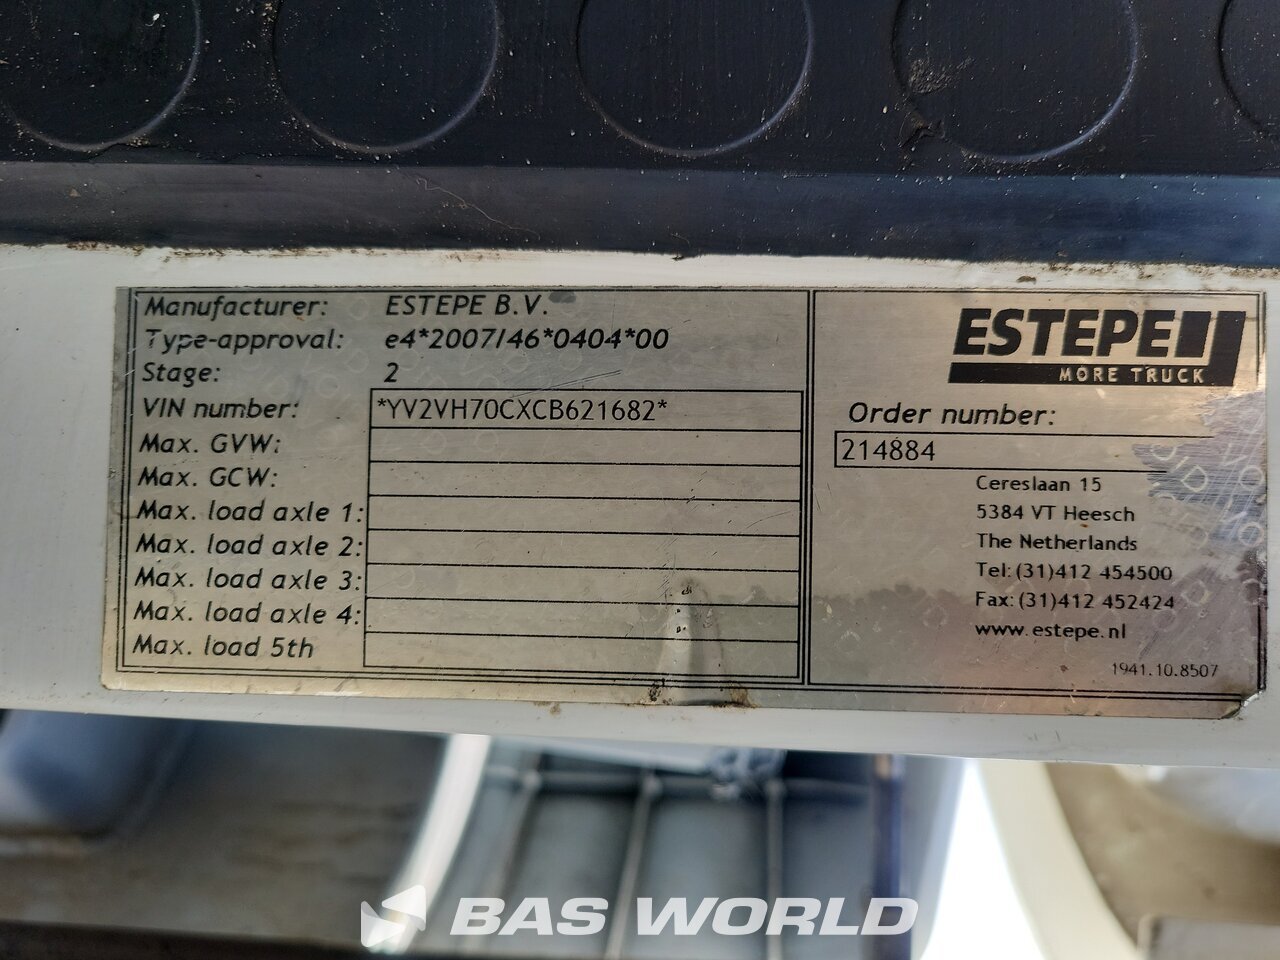 Manufacturer: ESTEPE B.V.
Type-approval: e4*2007/46*0404*00
Stage: 2
VIN number: *YV2VH70CXCB621682*
Max. GVW:
Max. GCW:
Max. load axle 1:
Max. load axle 2:
Max. load axle 3:
Max. load axle 4:
Max. load 5th
ESTEPE
MORE TRUCK
Order number:
214884
Cereslaan 15
5384 VT Heesch
The Netherlands
Tel: (31)412 454500
Fax: (31)412 452424
www.estepe.nl
1941.10.8507
BAS WORLD